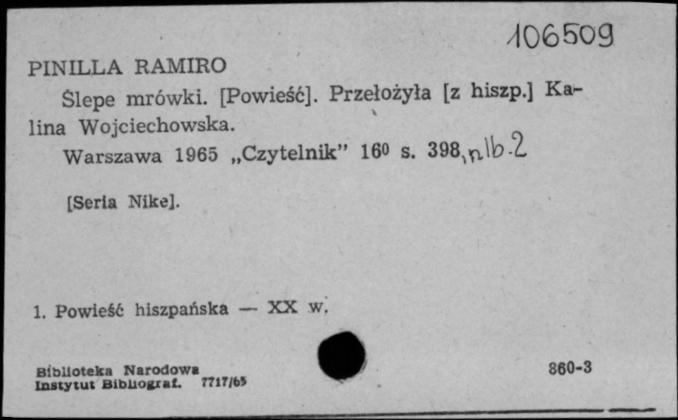 106509
PINILLA RAMIRO
Ślepe mrówki. [Powieść]. Przełożyła [z hiszp.] Ka-
lina Wojciechowska.
Warszawa 1965 „Czytelnik” 16⁰ s. 398, nlb. 2
[Seria Nike].
1. Powieść hiszpańska — XX w.
Biblioteka Narodowa
Instytut Bibliograf. 7717/65
860-3